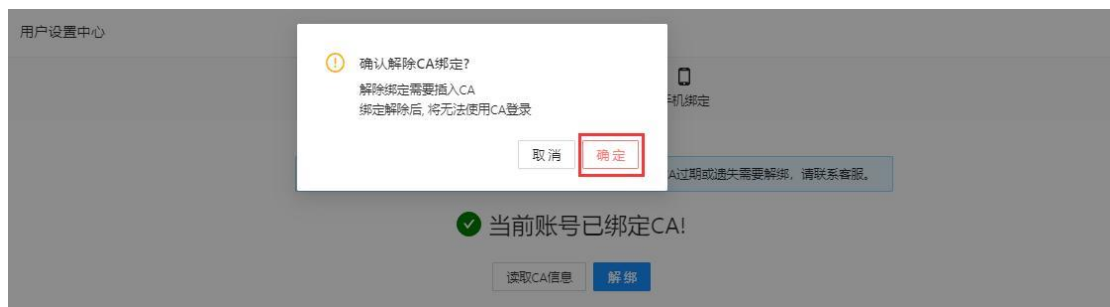 用户设置中心
确认解除CA绑定?
解除绑定需要插入CA
绑定解除后, 将无法使用CA登录
取消
确定
机绑定
A过期或遗失需要解绑, 请联系客服。
当前账号已绑定CA!
读取CA信息
解绑